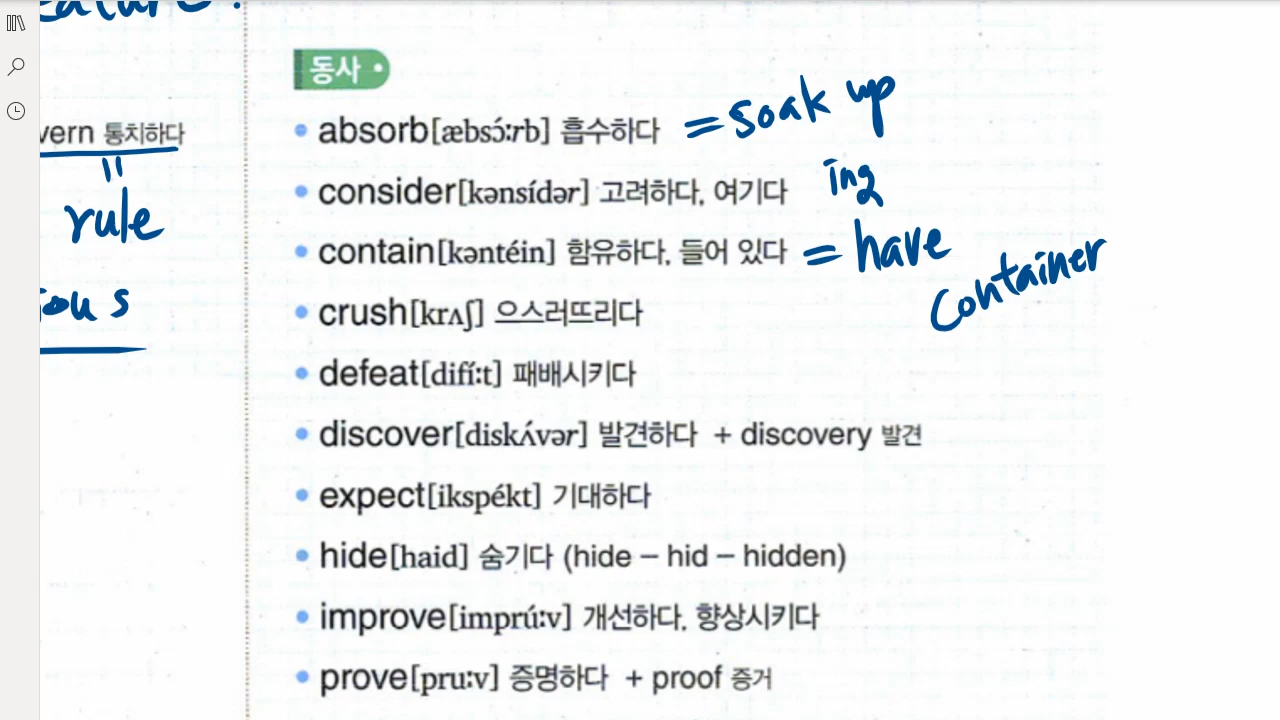 vern 통치하다
=
rule
ious
동사
absorb[æbsɔ́ːrb] 흡수하다 = soak up
consider[kənsídər] 고려하다, 여기다 ing
contain[kəntéin] 함유하다, 들어 있다 = have
container
crush[krʌʃ] 으스러뜨리다
defeat[difíːt] 패배시키다
discover[diskʌ́vər] 발견하다 + discovery 발견
expect[ikspékt] 기대하다
hide[haid] 숨기다 (hide – hid – hidden)
improve[imprúːv] 개선하다, 향상시키다
prove[pruːv] 증명하다 + proof 증거